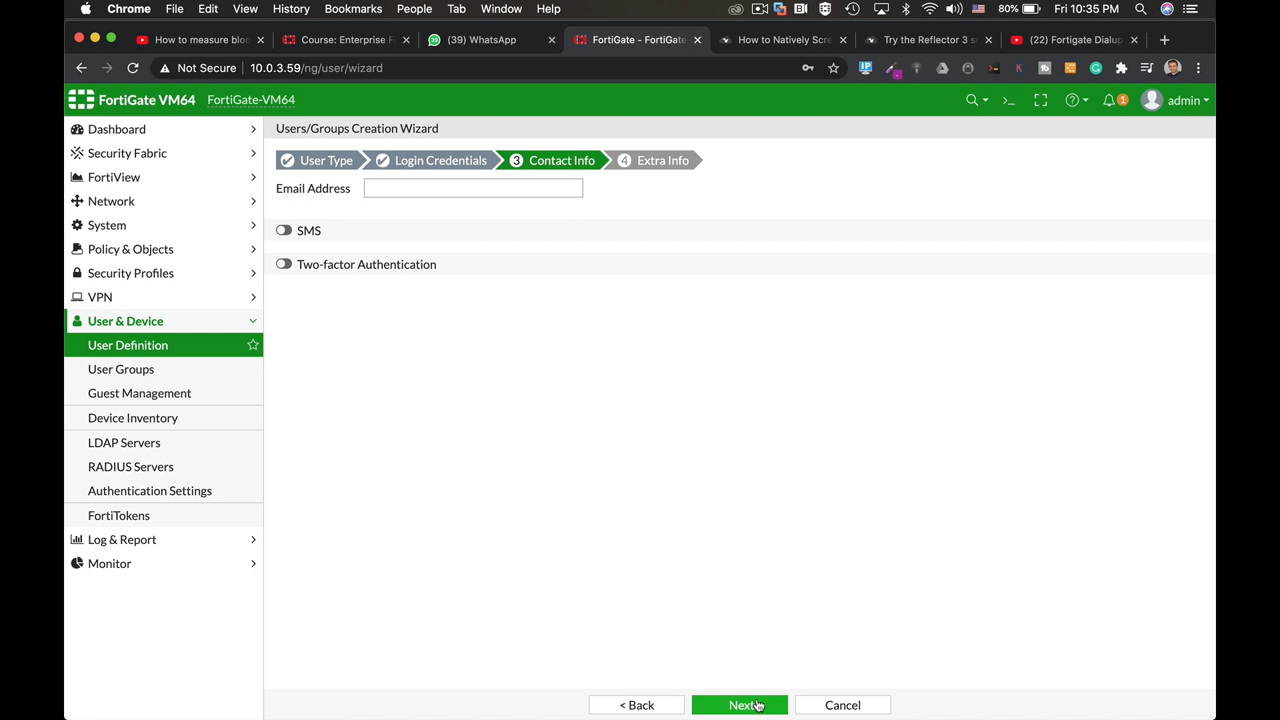 Chrome File Edit View History Bookmarks People Tab Window Help 80% Fri 10:35 PM
How to measure bloc Course: Enterprise F (39) WhatsApp FortiGate - FortiGate How to Natively Scre Try the Reflector 3 s (22) Fortigate Dialup
Not Secure 10.0.3.59/ng/user/wizard
FortiGate VM64 FortiGate-VM64 >_ 1 admin
Dashboard
Security Fabric
FortiView
Network
System
Policy & Objects
Security Profiles
VPN
User & Device
User Definition
User Groups
Guest Management
Device Inventory
LDAP Servers
RADIUS Servers
Authentication Settings
FortiTokens
Log & Report
Monitor
Users/Groups Creation Wizard
User Type Login Credentials 3 Contact Info 4 Extra Info
Email Address
SMS
Two-factor Authentication
< Back Next Cancel